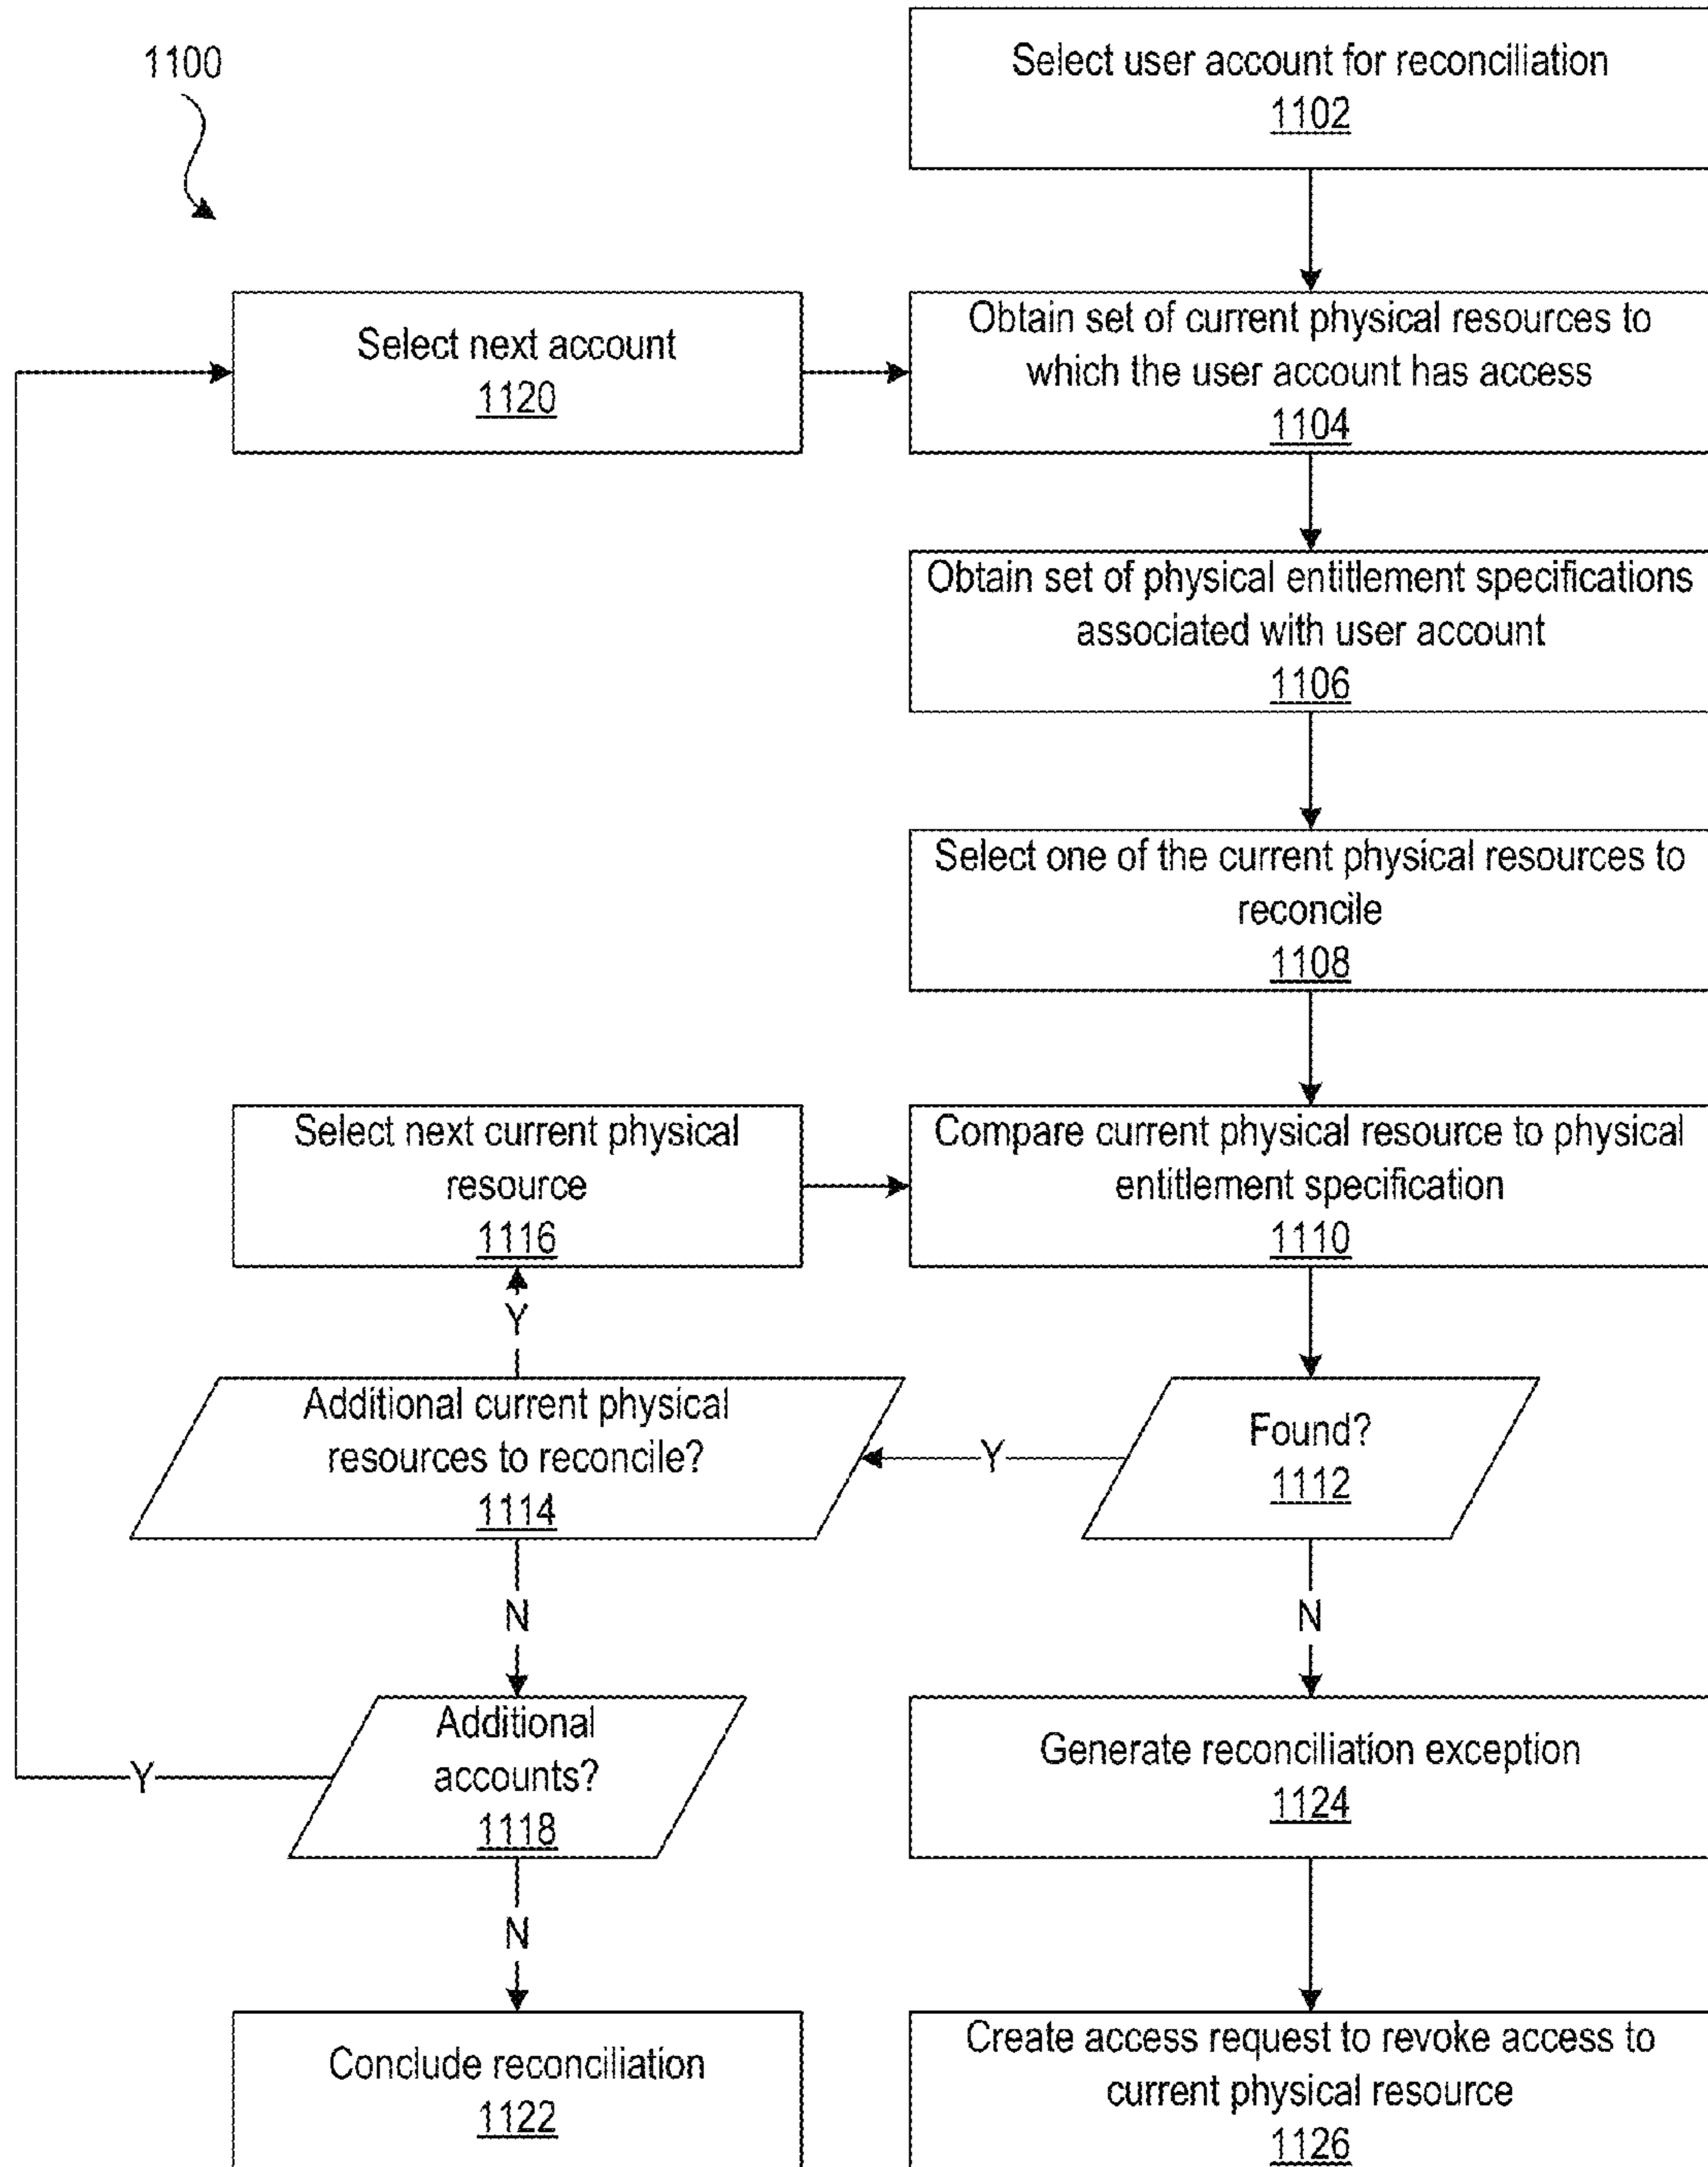 1100
Select user account for reconciliation
1102
Select next account
1120
Obtain set of current physical resources to
which the user account has access
1104
Obtain set of physical entitlement specifications
associated with user account
1106
Select one of the current physical resources to
reconcile
1108
Select next current physical
resource
1116
Compare current physical resource to physical
entitlement specification
1110
Y
Additional current physical
resources to reconcile?
1114
Y
Found?
1112
N
N
Additional
accounts?
1118
Y
Generate reconciliation exception
1124
N
Conclude reconciliation
1122
Create access request to revoke access to
current physical resource
1126